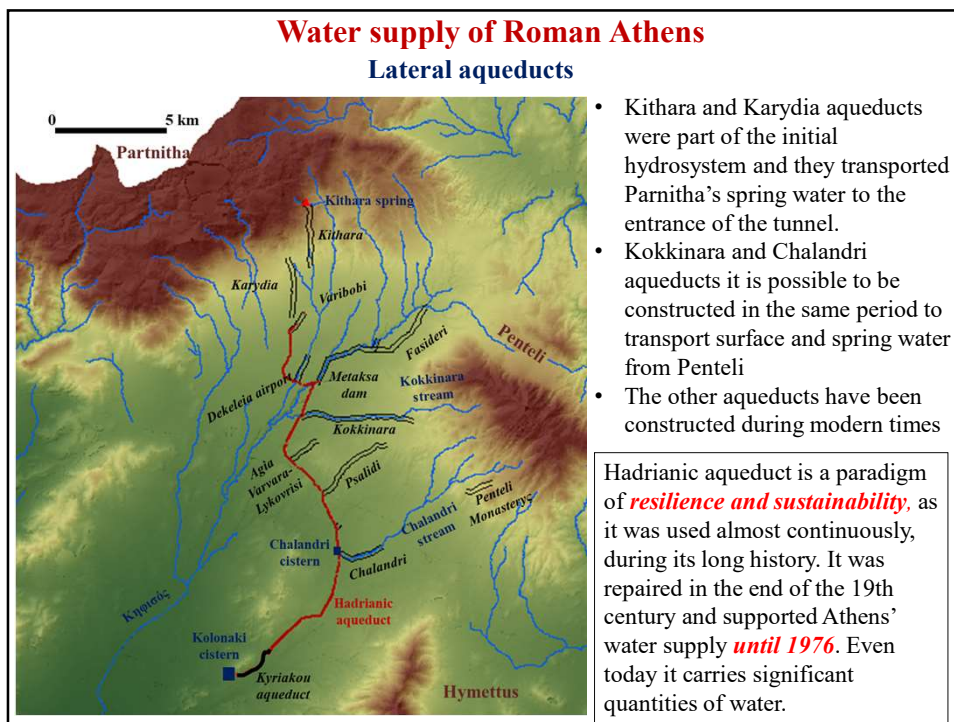 Water supply of Roman Athens
Lateral aqueducts
0 5 km
Partnitha
Kithara spring
Kithara
Karydia
Varibobi
Fasideri
Penteli
Dekeleia airport
Metaksa
dam
Kokkinara
stream
Kokkinara
Agia
Varvara-
Lykovrisi
Psalidi
Penteli
Monasteryς
Chalandri
stream
Chalandri
cistern
Chalandri
Κηφισός
Hadrianic
aqueduct
Kolonaki
cistern
Kyriakou
aqueduct
Hymettus
• Kithara and Karydia aqueducts
were part of the initial
hydrosystem and they transported
Parnitha’s spring water to the
entrance of the tunnel.
• Kokkinara and Chalandri
aqueducts it is possible to be
constructed in the same period to
transport surface and spring water
from Penteli
• The other aqueducts have been
constructed during modern times
Hadrianic aqueduct is a paradigm
of resilience and sustainability, as
it was used almost continuously,
during its long history. It was
repaired in the end of the 19th
century and supported Athens’
water supply until 1976. Even
today it carries significant
quantities of water.